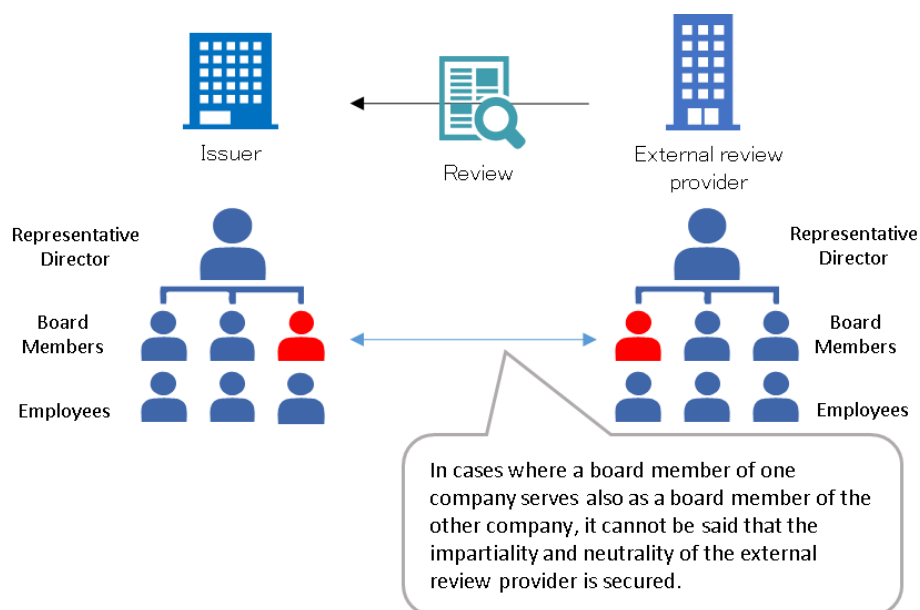 Issuer
Review
External review
provider
Representative
Director
Representative
Director
Board
Members
Board
Members
Employees
Employees
In cases where a board member of one
company serves also as a board member of the
other company, it cannot be said that the
impartiality and neutrality of the external
review provider is secured.